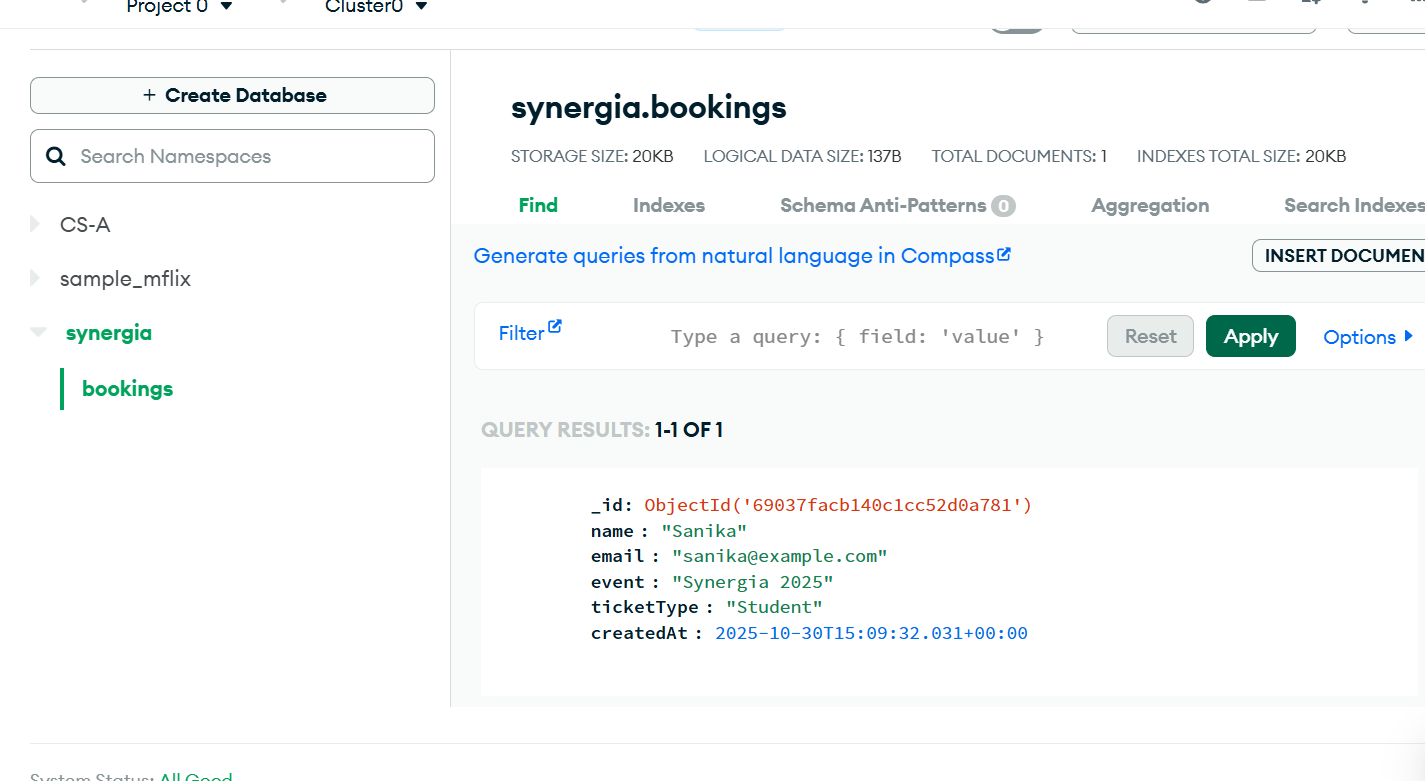 Project 0
Cluster0
+ Create Database
Search Namespaces
CS-A
sample_mflix
synergia
bookings
synergia.bookings
STORAGE SIZE: 20KB LOGICAL DATA SIZE: 137B TOTAL DOCUMENTS: 1 INDEXES TOTAL SIZE: 20KB
Find Indexes Schema Anti-Patterns 0 Aggregation Search Indexes
Generate queries from natural language in Compass
INSERT DOCUMEN
Filter Type a query: { field: 'value' } Reset Apply Options
QUERY RESULTS: 1-1 OF 1
_id: ObjectId('69037facb140c1cc52d0a781')
name : "Sanika"
email : "sanika@example.com"
event : "Synergia 2025"
ticketType : "Student"
createdAt : 2025-10-30T15:09:32.031+00:00
System Status: All Good